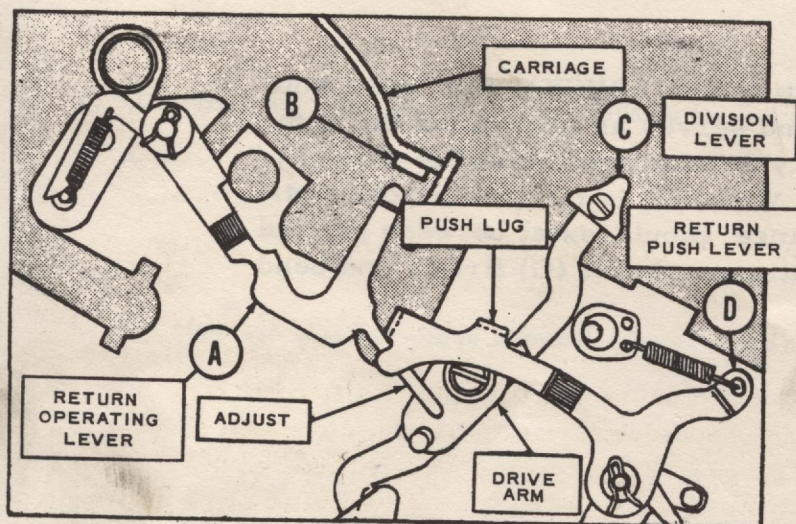 CARRIAGE
B
C
DIVISION
LEVER
PUSH LUG
RETURN
PUSH LEVER
D
A
RETURN
OPERATING
LEVER
ADJUST
DRIVE
ARM